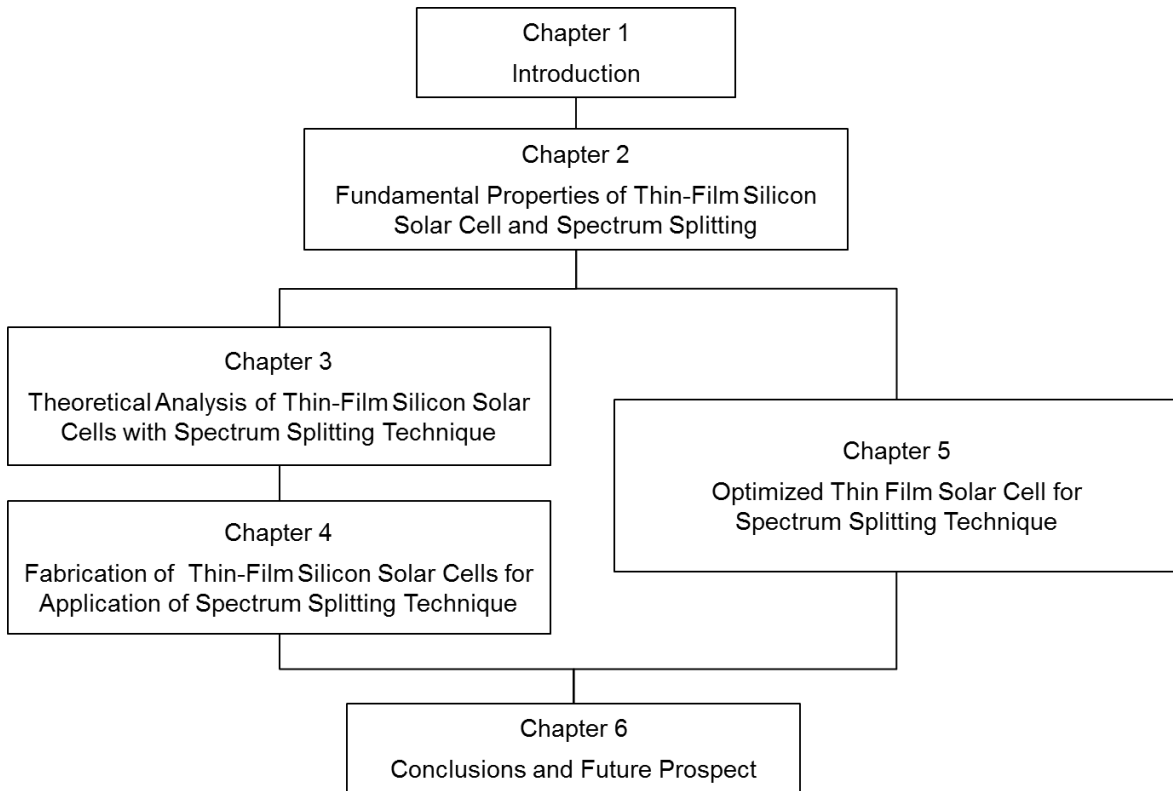 Chapter 1
Introduction
Chapter 2
Fundamental Properties of Thin-Film Silicon
Solar Cell and Spectrum Splitting
Chapter 3
Theoretical Analysis of Thin-Film Silicon Solar
Cells with Spectrum Splitting Technique
Chapter 4
Fabrication of Thin-Film Silicon Solar Cells for
Application of Spectrum Splitting Technique
Chapter 5
Optimized Thin Film Solar Cell for
Spectrum Splitting Technique
Chapter 6
Conclusions and Future Prospect